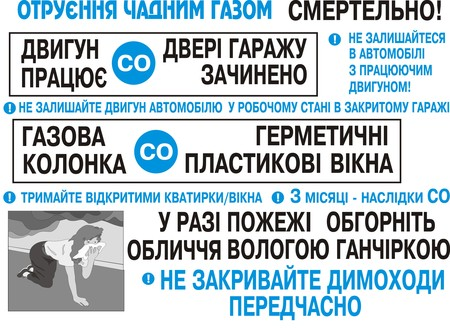 ОТРУЄННЯ ЧАДНИМ ГАЗОМ СМЕРТЕЛЬНО!
ДВИГУН ПРАЦЮЄ CO ДВЕРІ ГАРАЖУ ЗАЧИНЕНО
! НЕ ЗАЛИШАЙТЕСЯ
В АВТОМОБІЛІ
З ПРАЦЮЮЧИМ
ДВИГУНОМ!
! НЕ ЗАЛИШАЙТЕ ДВИГУН АВТОМОБІЛЮ У РОБОЧОМУ СТАНІ В ЗАКРИТОМУ ГАРАЖІ
ГАЗОВА КОЛОНКА CO ГЕРМЕТИЧНІ ПЛАСТИКОВІ ВІКНА
! ТРИМАЙТЕ ВІДКРИТИМИ КВАТИРКИ/ВІКНА ! 3 МІСЯЦІ - НАСЛІДКИ CO
У РАЗІ ПОЖЕЖІ ОБГОРНІТЬ
ОБЛИЧЧЯ ВОЛОГОЮ ГАНЧІРКОЮ
! НЕ ЗАКРИВАЙТЕ ДИМОХОДИ
ПЕРЕДЧАСНО